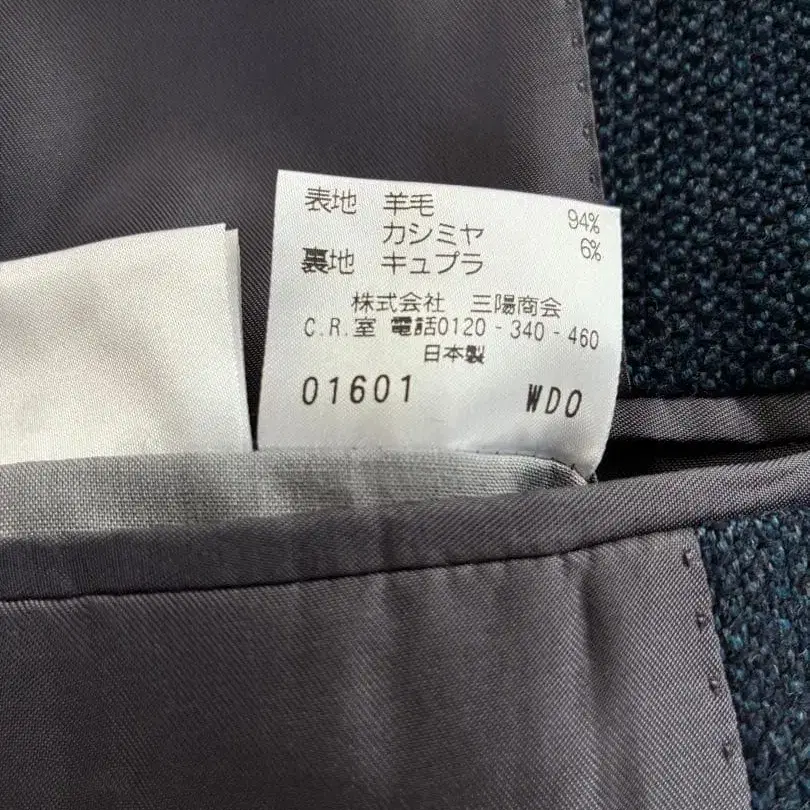 表地 羊毛 94%
カシミヤ 6%
裏地 キュプラ
株式会社 三陽商会
C.R.室 電話0120-340-460
日本製
01601 WDO